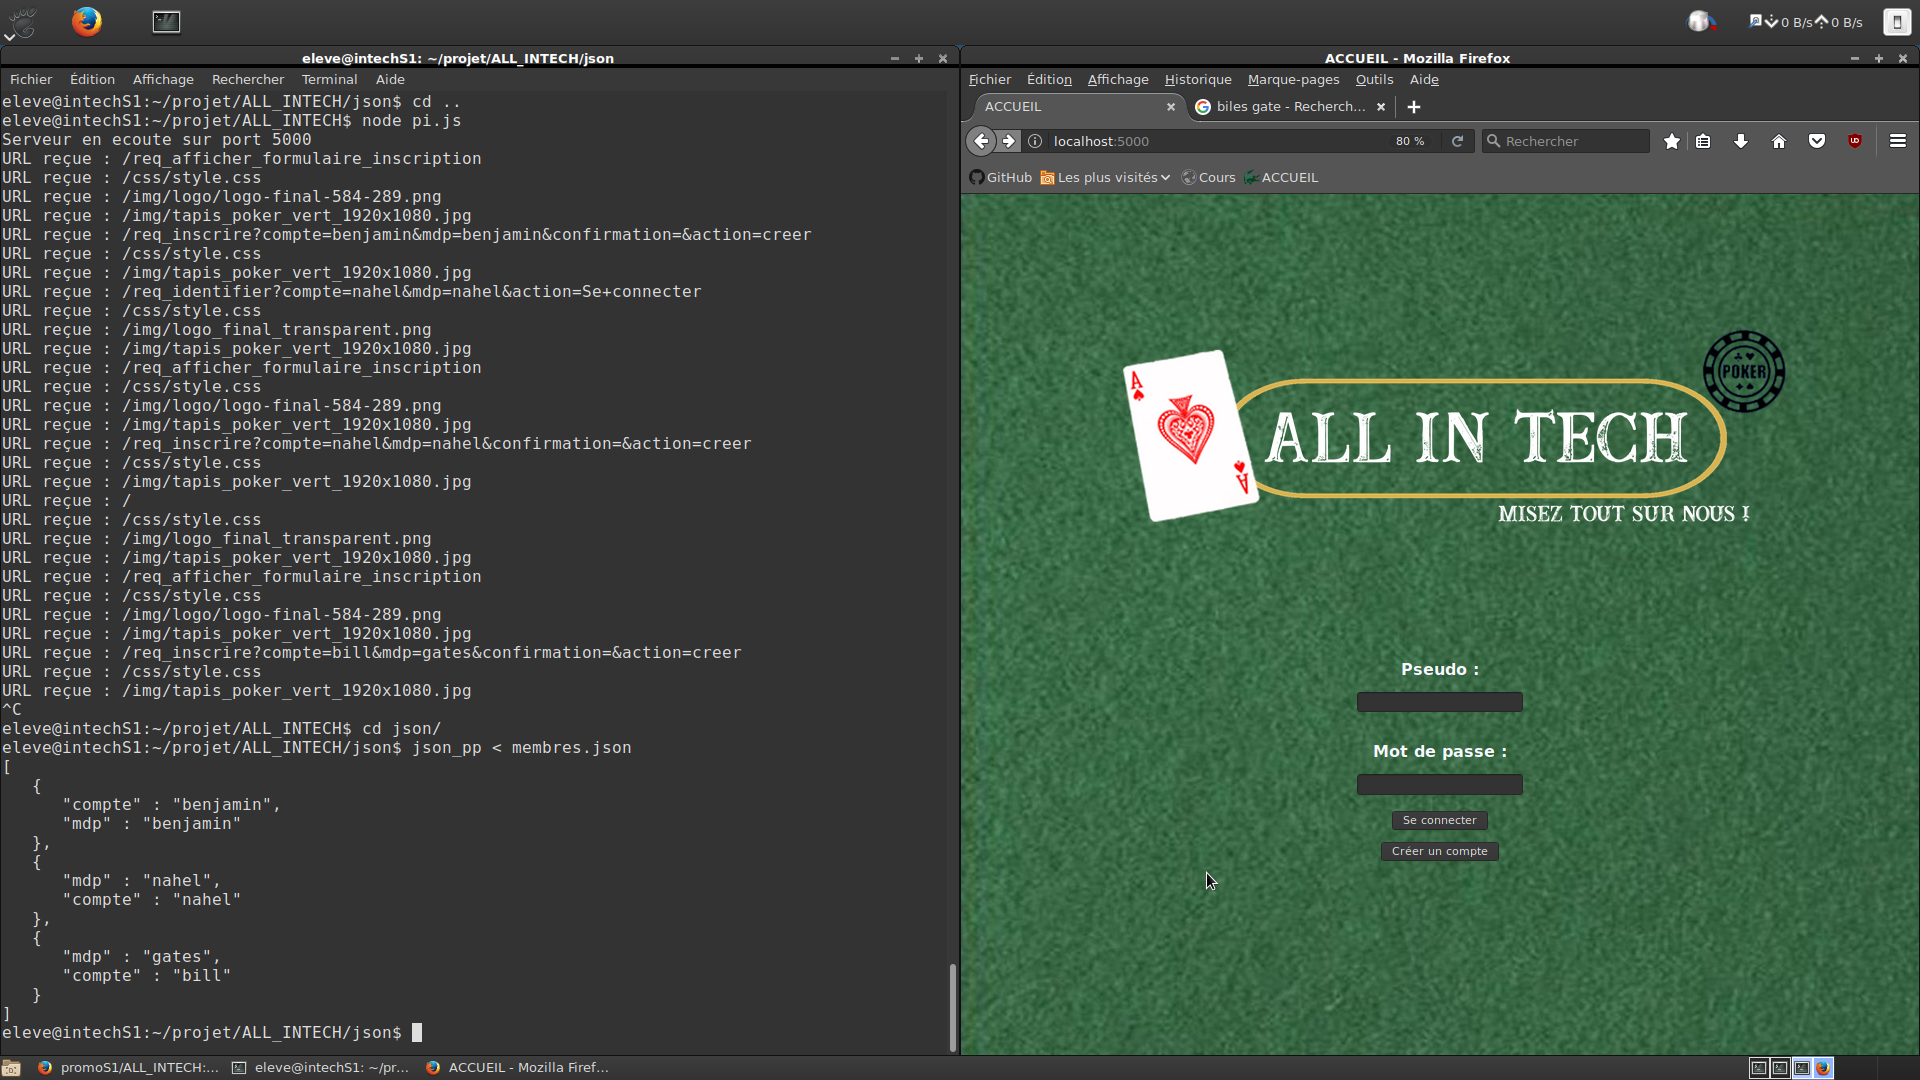 0 B/s 0 B/s
eleve@intechS1: ~/projet/ALL_INTECH/json
Fichier Édition Affichage Rechercher Terminal Aide
eleve@intechS1:~/projet/ALL_INTECH/json$ cd ..
eleve@intechS1:~/projet/ALL_INTECH$ node pi.js
Serveur en ecoute sur port 5000
URL reçue : /req_afficher_formulaire_inscription
URL reçue : /css/style.css
URL reçue : /img/logo/logo-final-584-289.png
URL reçue : /img/tapis_poker_vert_1920x1080.jpg
URL reçue : /req_inscrire?compte=benjamin&mdp=benjamin&confirmation=&action=creer
URL reçue : /css/style.css
URL reçue : /img/tapis_poker_vert_1920x1080.jpg
URL reçue : /req_identifier?compte=nahel&mdp=nahel&action=Se+connecter
URL reçue : /css/style.css
URL reçue : /img/logo_final_transparent.png
URL reçue : /img/tapis_poker_vert_1920x1080.jpg
URL reçue : /req_afficher_formulaire_inscription
URL reçue : /css/style.css
URL reçue : /img/logo/logo-final-584-289.png
URL reçue : /img/tapis_poker_vert_1920x1080.jpg
URL reçue : /req_inscrire?compte=nahel&mdp=nahel&confirmation=&action=creer
URL reçue : /css/style.css
URL reçue : /img/tapis_poker_vert_1920x1080.jpg
URL reçue : /
URL reçue : /css/style.css
URL reçue : /img/logo_final_transparent.png
URL reçue : /img/tapis_poker_vert_1920x1080.jpg
URL reçue : /req_afficher_formulaire_inscription
URL reçue : /css/style.css
URL reçue : /img/logo/logo-final-584-289.png
URL reçue : /img/tapis_poker_vert_1920x1080.jpg
URL reçue : /req_inscrire?compte=bill&mdp=gates&confirmation=&action=creer
URL reçue : /css/style.css
URL reçue : /img/tapis_poker_vert_1920x1080.jpg
^C
eleve@intechS1:~/projet/ALL_INTECH$ cd json/
eleve@intechS1:~/projet/ALL_INTECH/json$ json_pp < membres.json
[
   {
      "compte" : "benjamin",
      "mdp" : "benjamin"
   },
   {
      "mdp" : "nahel",
      "compte" : "nahel"
   },
   {
      "mdp" : "gates",
      "compte" : "bill"
   }
]
eleve@intechS1:~/projet/ALL_INTECH/json$
ACCUEIL - Mozilla Firefox
Fichier Édition Affichage Historique Marque-pages Outils Aide
ACCUEIL
biles gate - Recherch...
localhost:5000
80 %
Rechercher
GitHub Les plus visités Cours ACCUEIL
A
A
POKER
ALL IN TECH
MISEZ TOUT SUR NOUS !
Pseudo :
Mot de passe :
Se connecter
Créer un compte
promoS1/ALL_INTECH:...
eleve@intechS1: ~/pr...
ACCUEIL - Mozilla Firef...